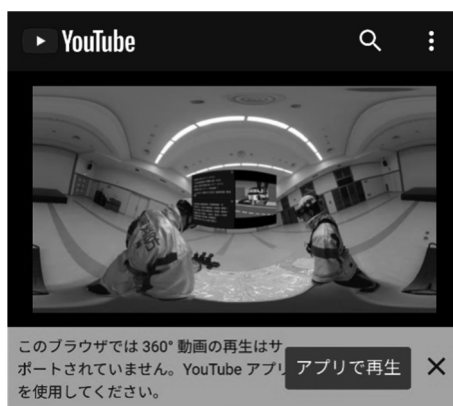 YouTube
このブラウザでは 360° 動画の再生はサ
ポートされていません。YouTube アプリ
を使用してください。
アプリで再生